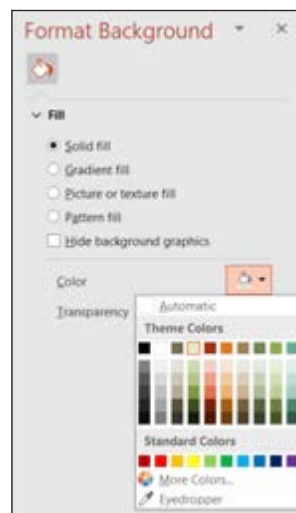 Format Background
Fill
Solid fill
Gradient fill
Picture or texture fill
Pattern fill
Hide background graphics
Color
Transparency
Automatic
Theme Colors
Standard Colors
More Colors...
Eyedropper